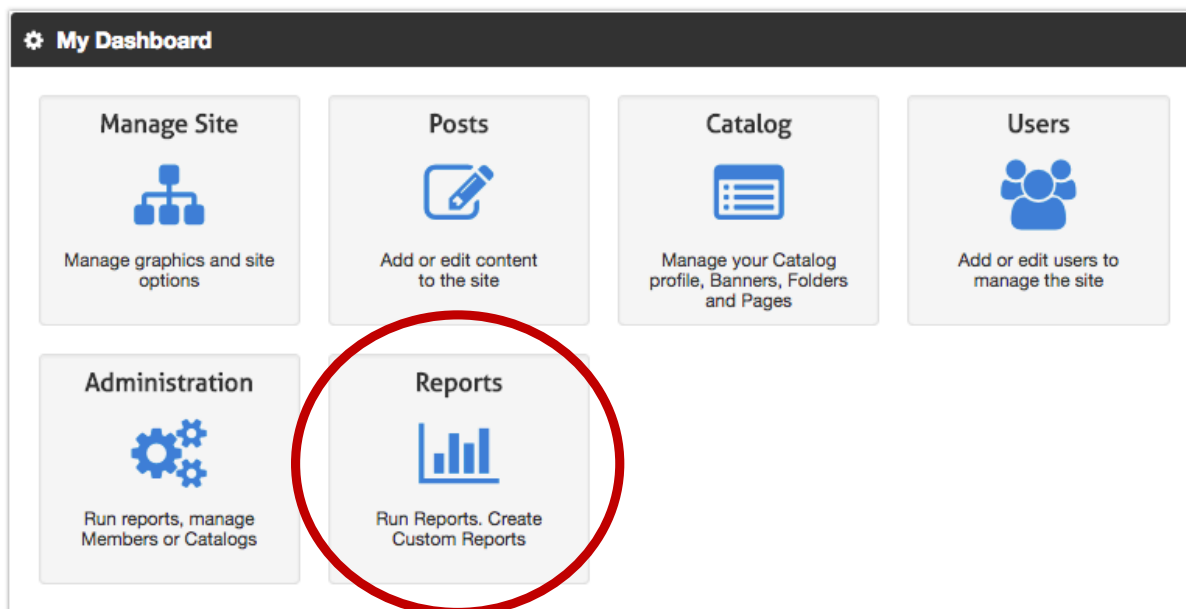 My Dashboard
Manage Site
Manage graphics and site
options
Posts
Add or edit content
to the site
Catalog
Manage your Catalog
profile, Banners, Folders
and Pages
Users
Add or edit users to
manage the site
Administration
Run reports, manage
Members or Catalogs
Reports
Run Reports. Create
Custom Reports